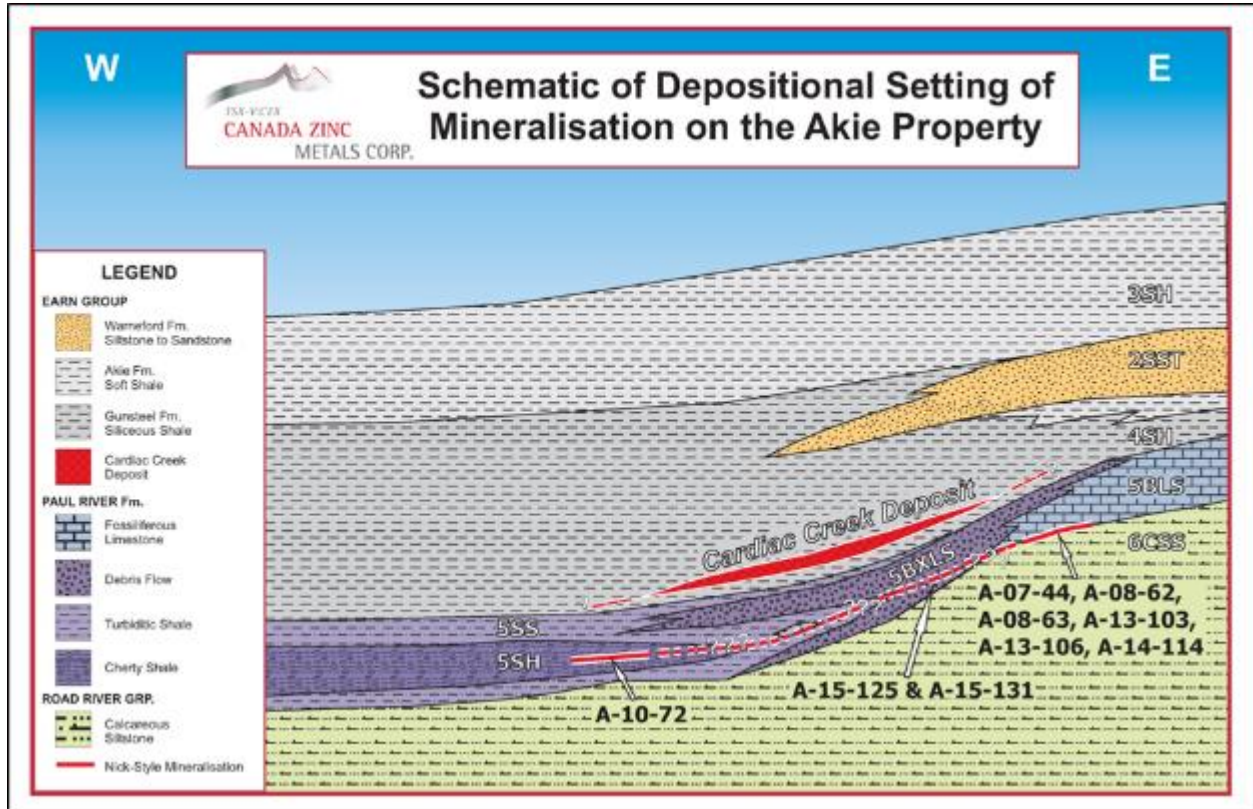 W
E
TSX-V:CZX
CANADA ZINC
METALS CORP.
Schematic of Depositional Setting of
Mineralisation on the Akie Property
LEGEND
EARN GROUP
Warneford Fm.
Siltstone to Sandstone
Akie Fm.
Soft Shale
Gunsteel Fm.
Siliceous Shale
Cardiac Creek
Deposit
PAUL RIVER Fm.
Fossiliferous
Limestone
Debris Flow
Turbiditic Shale
Cherty Shale
ROAD RIVER GRP.
Calcareous
Siltstone
Nick-Style Mineralisation
3SH
2SST
4SH
5BLS
6CSS
Cardiac Creek Deposit
5BXLS
5SS
5SH
? ? ?
? ?
? ? ?
A-07-44, A-08-62,
A-08-63, A-13-103,
A-13-106, A-14-114
A-15-125 & A-15-131
A-10-72